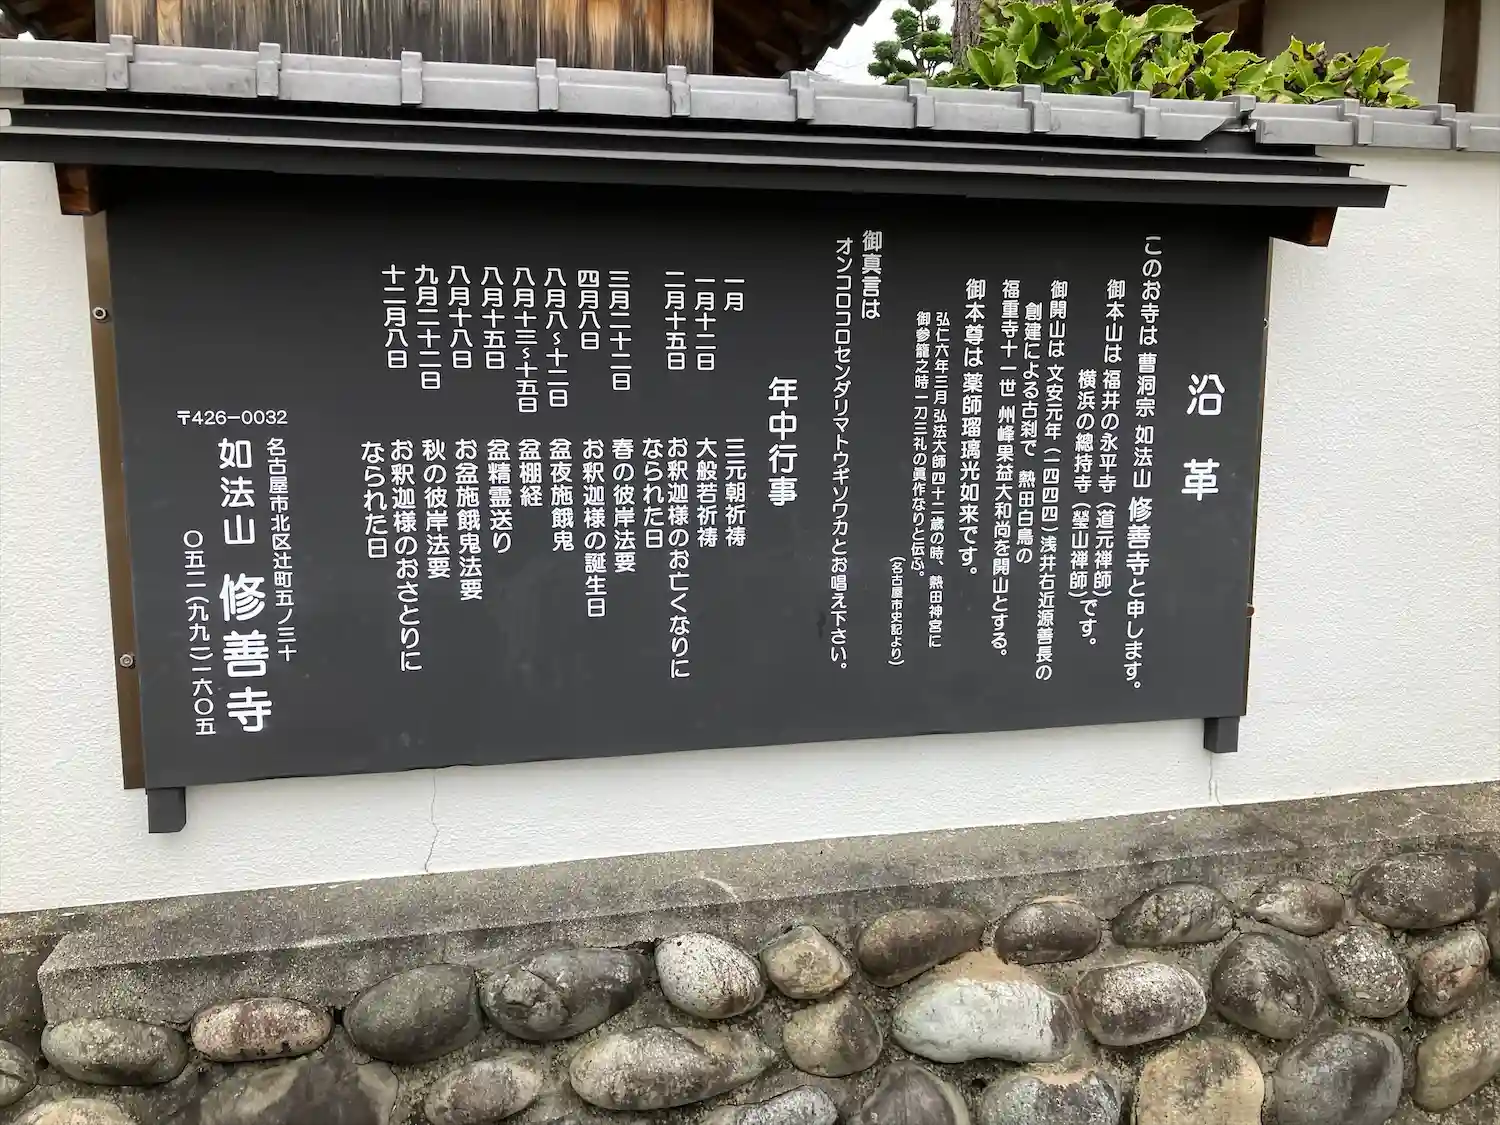 沿革
このお寺は 曹洞宗 如法山 修善寺と申します。
御本山は 福井の永平寺（道元禅師）
横浜の總持寺（瑩山禅師）です。
御開山は 文安元年（一四四四）浅井右近源善長の
創建による古刹で 熱田白鳥の
福重寺十一世 州峰果益大和尚を開山とする。
御本尊は 薬師瑠璃光如来です。
弘仁六年三月 弘法大師四十二歳の時、熱田神宮に
御参籠之時一刀三礼の眞作なりと伝ふ。
（名古屋市史記より）
御真言は
オンコロコロセンダリマトウギソワカとお唱え下さい。
年中行事
一月 三元朝祈祷
一月十二日 大般若祈祷
二月十五日 お釈迦様のお亡くなりに
なられた日
三月二十二日 春の彼岸法要
四月八日 お釈迦様の誕生日
八月八〜十二日 盆夜施餓鬼
八月十三〜十五日 盆棚経
八月十五日 盆精霊送り
八月十八日 お盆施餓鬼法要
九月二十二日 秋の彼岸法要
十二月八日 お釈迦様のおさとりに
なられた日
〒426-0032
名古屋市北区辻町五ノ三十
如法山 修善寺
〇五二（九九一）一六〇五